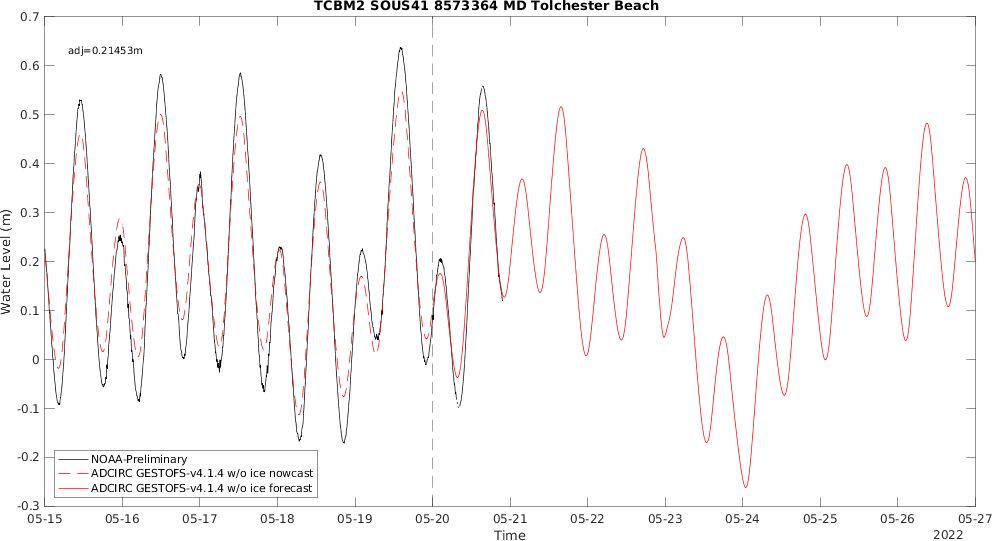 TCBM2 SOUS41 8573364 MD Tolchester Beach
adj=0.21453m
Water Level (m)
0.7
0.6
0.5
0.4
0.3
0.2
0.1
0
-0.1
-0.2
-0.3
NOAA-Preliminary
ADCIRC GESTOFS-v4.1.4 w/o ice nowcast
ADCIRC GESTOFS-v4.1.4 w/o ice forecast
05-15 05-16 05-17 05-18 05-19 05-20 05-21 05-22 05-23 05-24 05-25 05-26 05-27
Time
2022